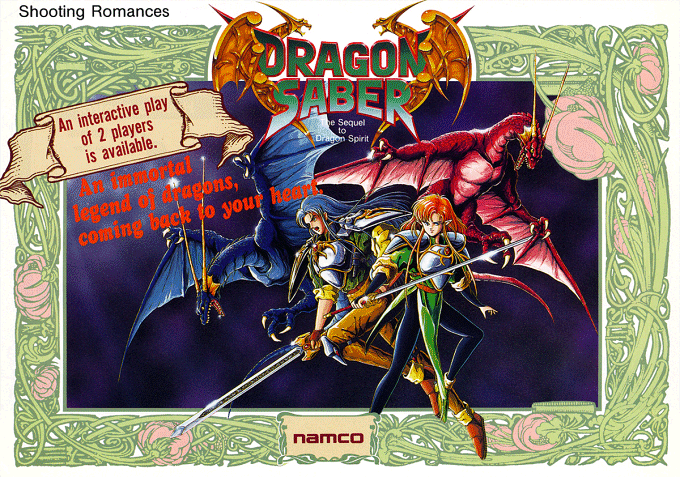 Shooting Romances
DRAGON
SABER
The Sequel
to
Dragon Spirit
An interactive play
of 2 players
is available.
An immortal
legend of dragons,
coming back to your heart.
namco